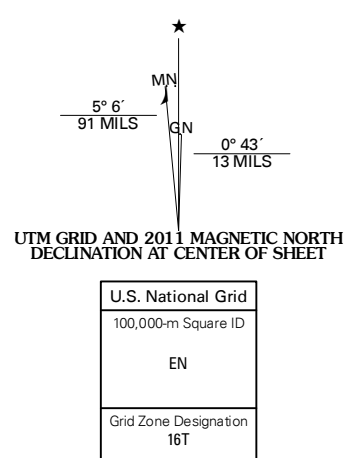 ★
MN
5° 6´
91 MILS
GN
0° 43´
13 MILS
UTM GRID AND 2011 MAGNETIC NORTH
DECLINATION AT CENTER OF SHEET
U.S. National Grid
100,000-m Square ID
EN
Grid Zone Designation
16T